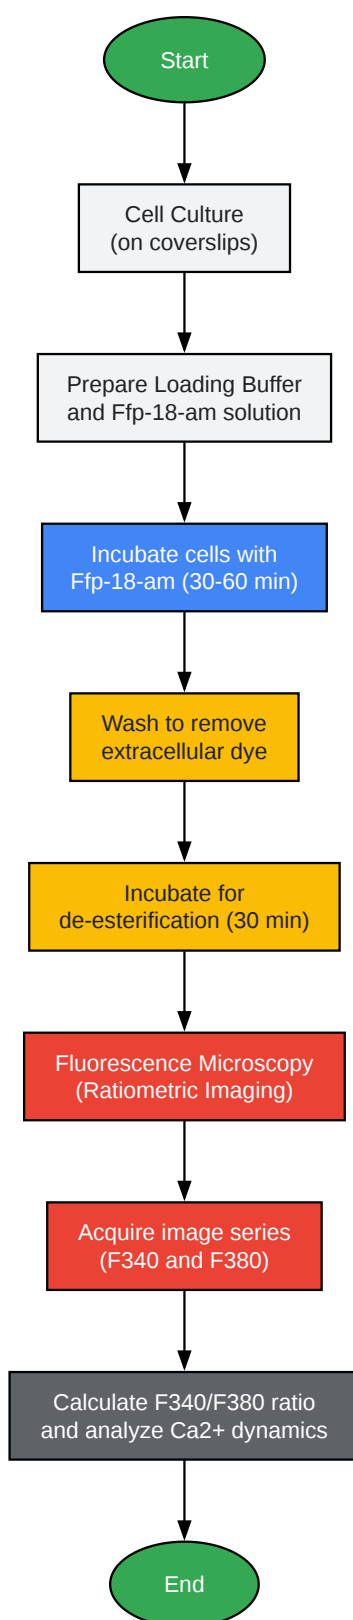 Start
Cell Culture
(on coverslips)
Prepare Loading Buffer
and Ffp-18-am solution
Incubate cells with
Ffp-18-am (30-60 min)
Wash to remove
extracellular dye
Incubate for
de-esterification (30 min)
Fluorescence Microscopy
(Ratiometric Imaging)
Acquire image series
(F340 and F380)
Calculate F340/F380 ratio
and analyze Ca2+ dynamics
End